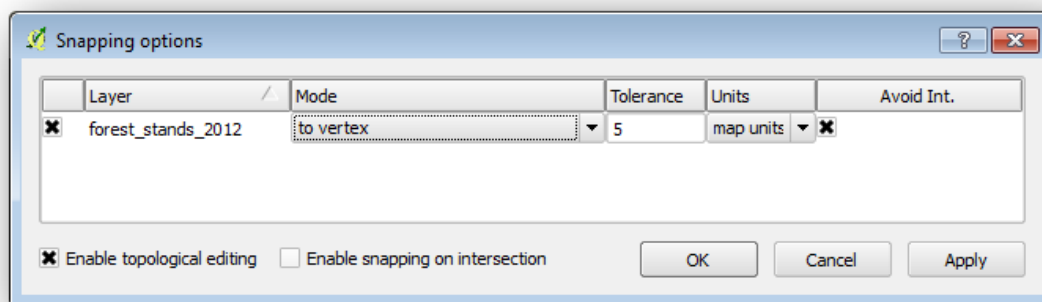 Snapping options
Layer Mode Tolerance Units Avoid Int.
forest_stands_2012 to vertex 5 map units
Enable topological editing Enable snapping on intersection OK Cancel Apply